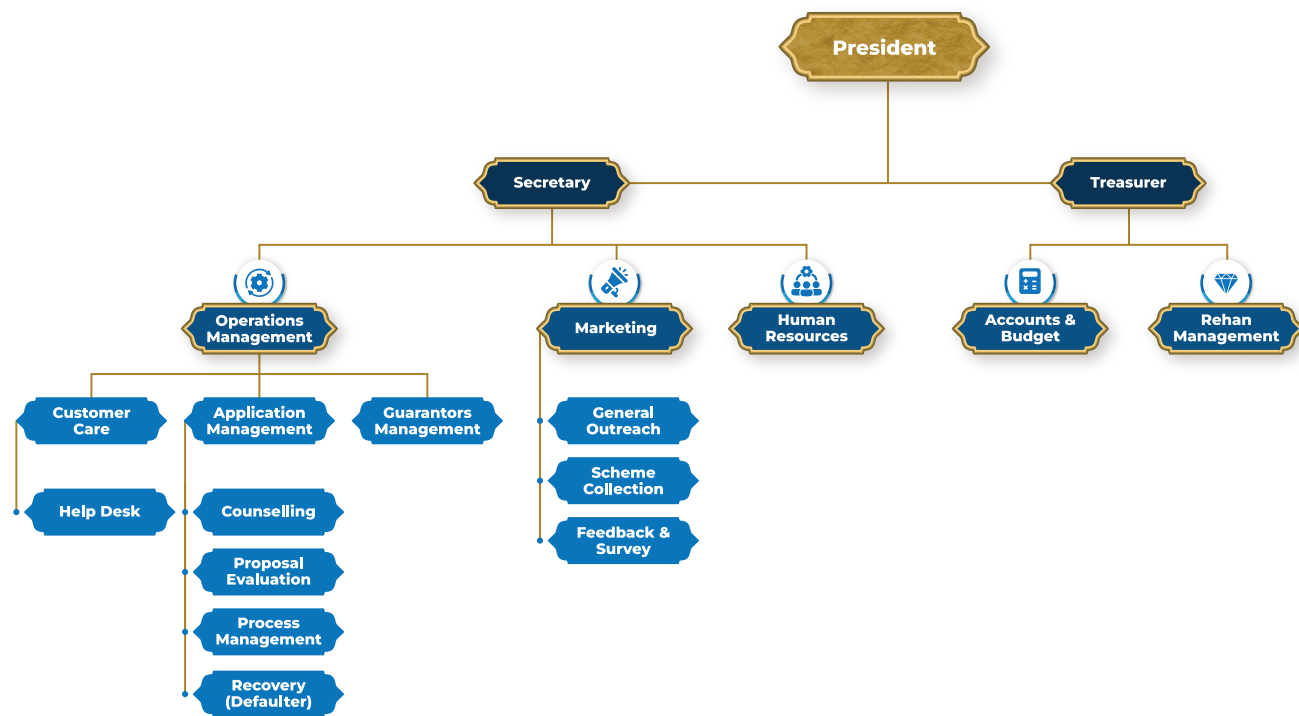 President
Secretary
Treasurer
Operations
Management
Marketing
Human
Resources
Accounts &
Budget
Rehan
Management
Customer
Care
Application
Management
Guarantors
Management
General
Outreach
Scheme
Collection
Help Desk
Counselling
Feedback &
Survey
Proposal
Evaluation
Process
Management
Recovery
(Defaulter)